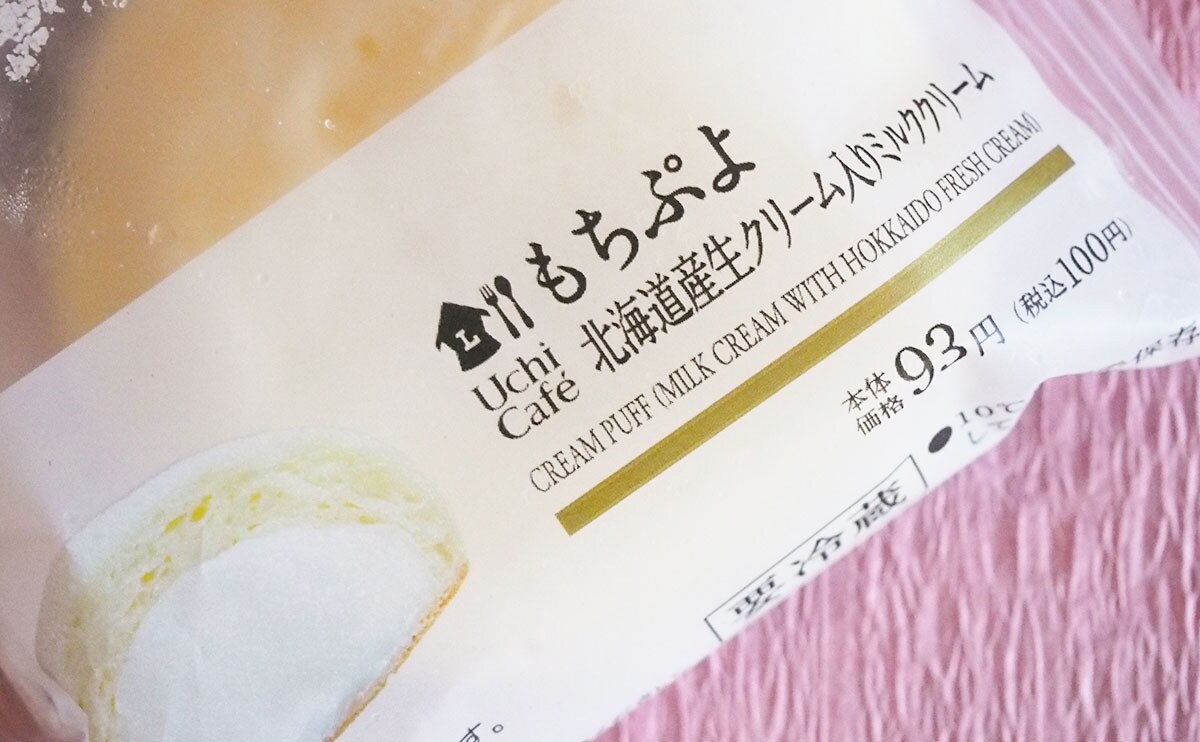 もちぷよ
Uchi
Café
北海道産生クリーム入りミルククリーム
CREAM PUFF (MILK CREAM WITH HOKKAIDO FRESH CREAM)
本体
価格 93円 (税込100円)
●10℃
要冷蔵
す。